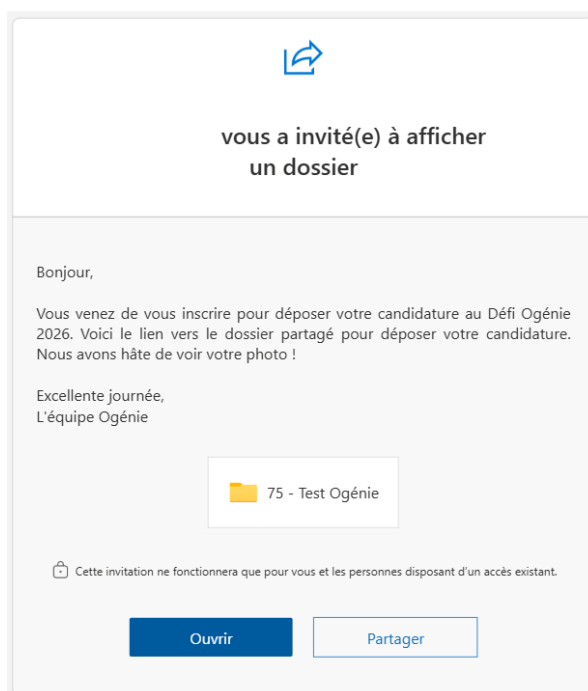 vous a invité(e) à afficher
un dossier
Bonjour,
Vous venez de vous inscrire pour déposer votre candidature au Défi Ogénie
2026. Voici le lien vers le dossier partagé pour déposer votre candidature.
Nous avons hâte de voir votre photo !
Excellente journée,
L'équipe Ogénie
75 - Test Ogénie
Cette invitation ne fonctionnera que pour vous et les personnes disposant d'un accès existant.
Ouvrir
Partager